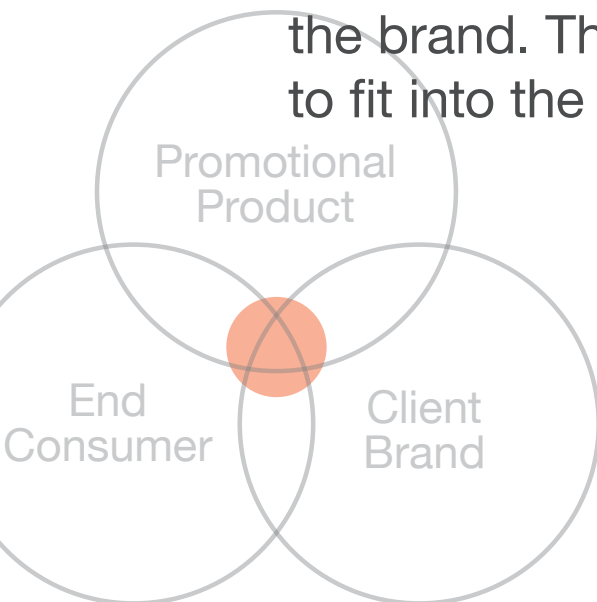 the brand. Th
to fit into the
Promotional
Product
End
Consumer
Client
Brand